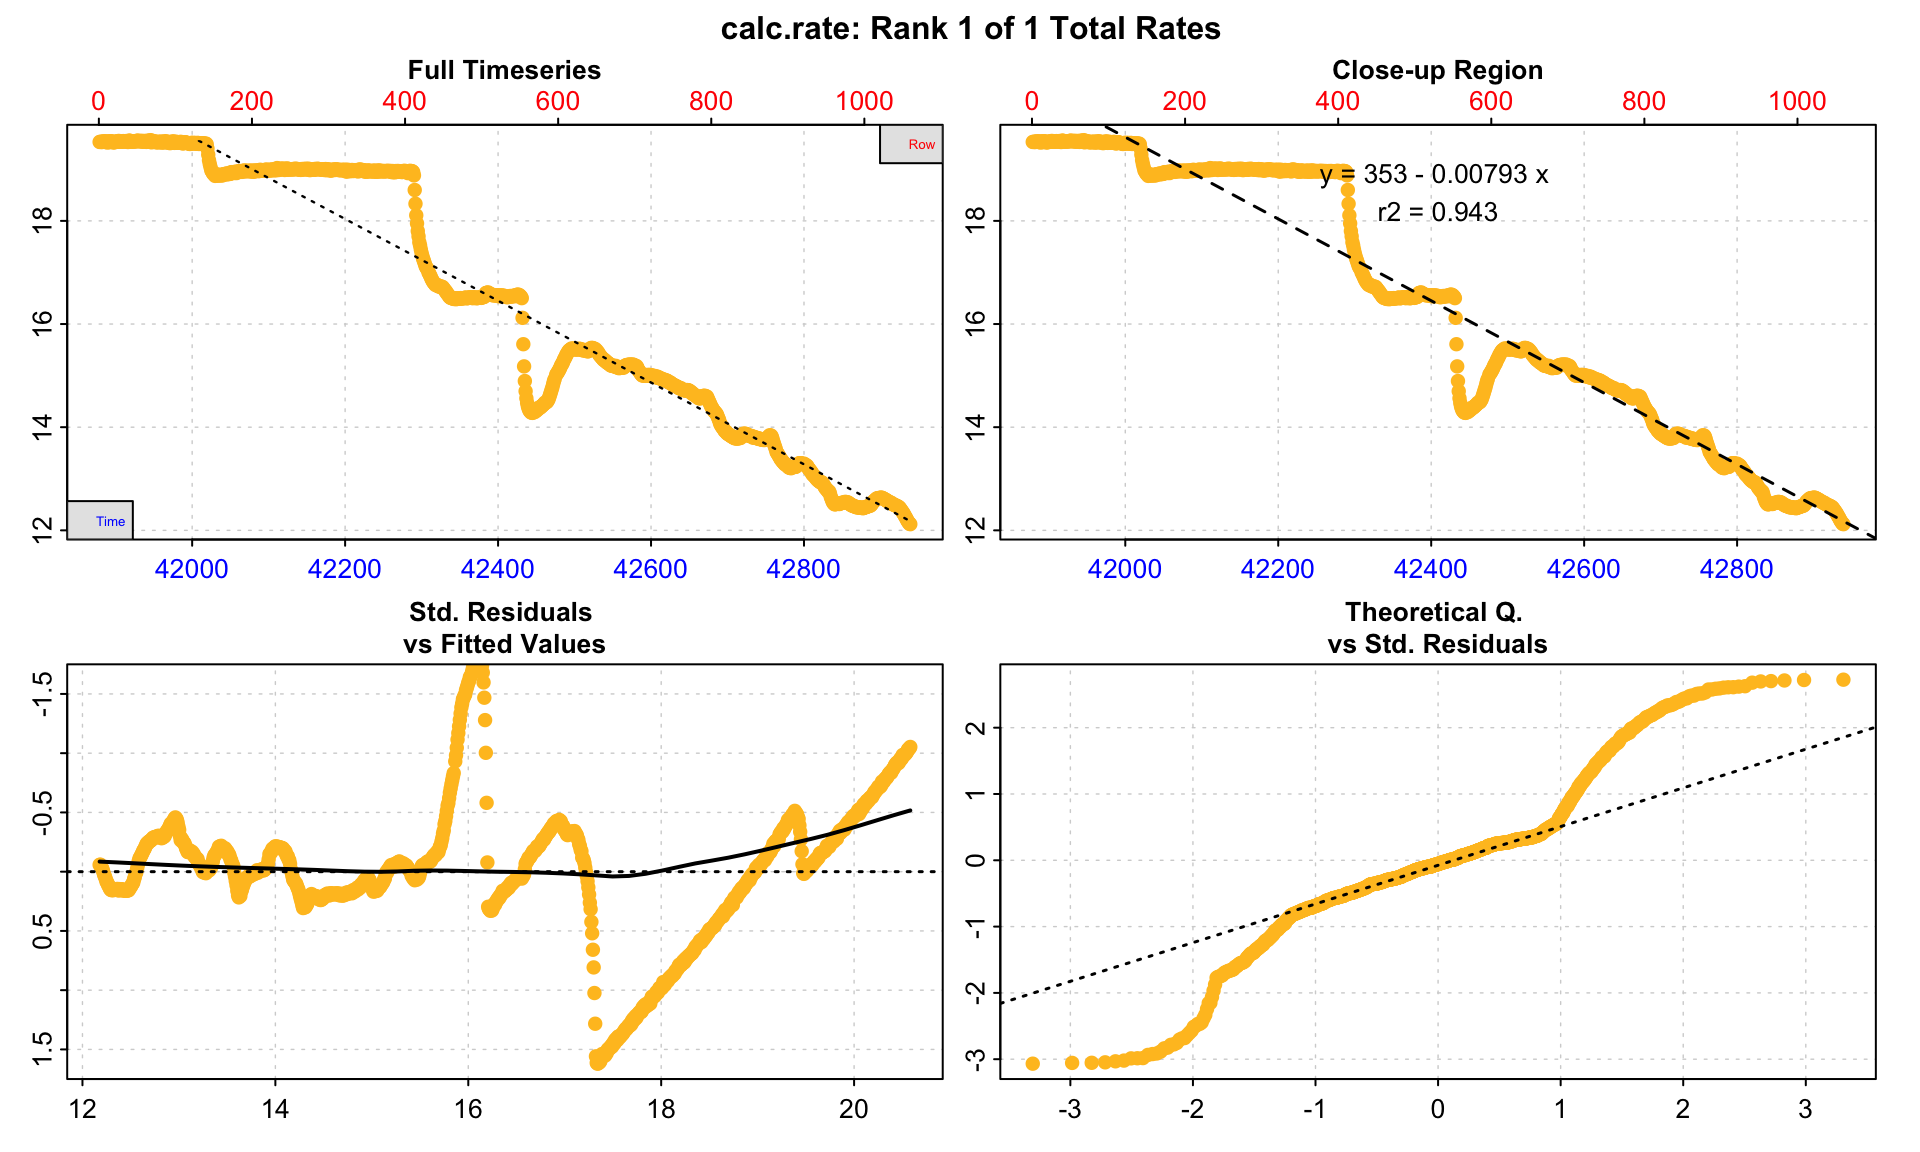 calc.rate: Rank 1 of 1 Total Rates
Full Timeseries
0 200 400 600 800 1000
Row
18
16
14
12
Time
42000 42200 42400 42600 42800
Close-up Region
0 200 400 600 800 1000
y = 353 - 0.00793 x
r2 = 0.943
18
16
14
12
42000 42200 42400 42600 42800
Std. Residuals
vs Fitted Values
-1.5
-0.5
0.5
1.5
12 14 16 18 20
Theoretical Q.
vs Std. Residuals
2
1
0
-1
-2
-3
-3 -2 -1 0 1 2 3